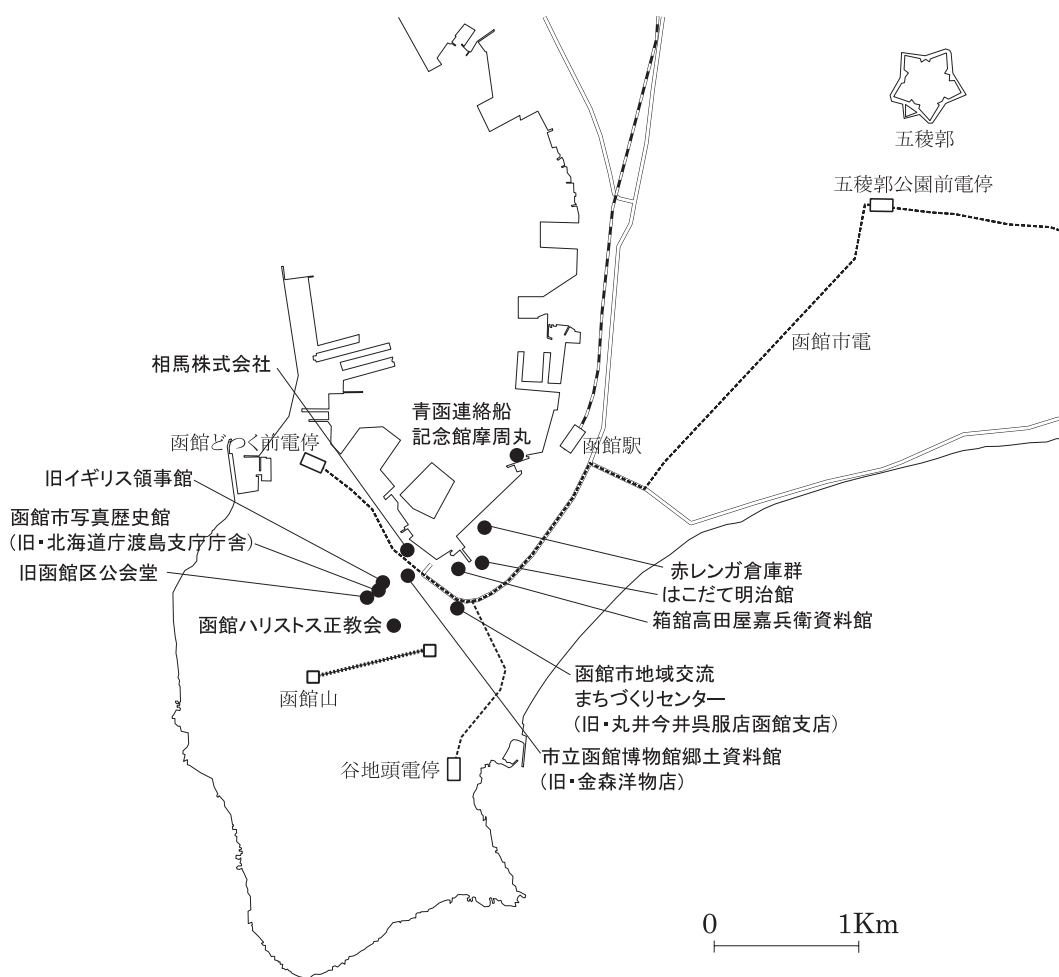 五稜郭
五稜郭公園前電停
函館市電
相馬株式会社
青函連絡船
記念館摩周丸
函館駅
函館どつく前電停
旧イギリス領事館
函館市写真歴史館
(旧・北海道庁渡島支庁庁舎)
旧函館区公会堂
赤レンガ倉庫群
はこだて明治館
箱舘高田屋嘉兵衛資料館
函館ハリストス正教会
函館山
函館市地域交流
まちづくりセンター
(旧・丸井今井呉服店函館支店)
市立函館博物館郷土資料館
(旧・金森洋物店)
谷地頭電停
0 1Km